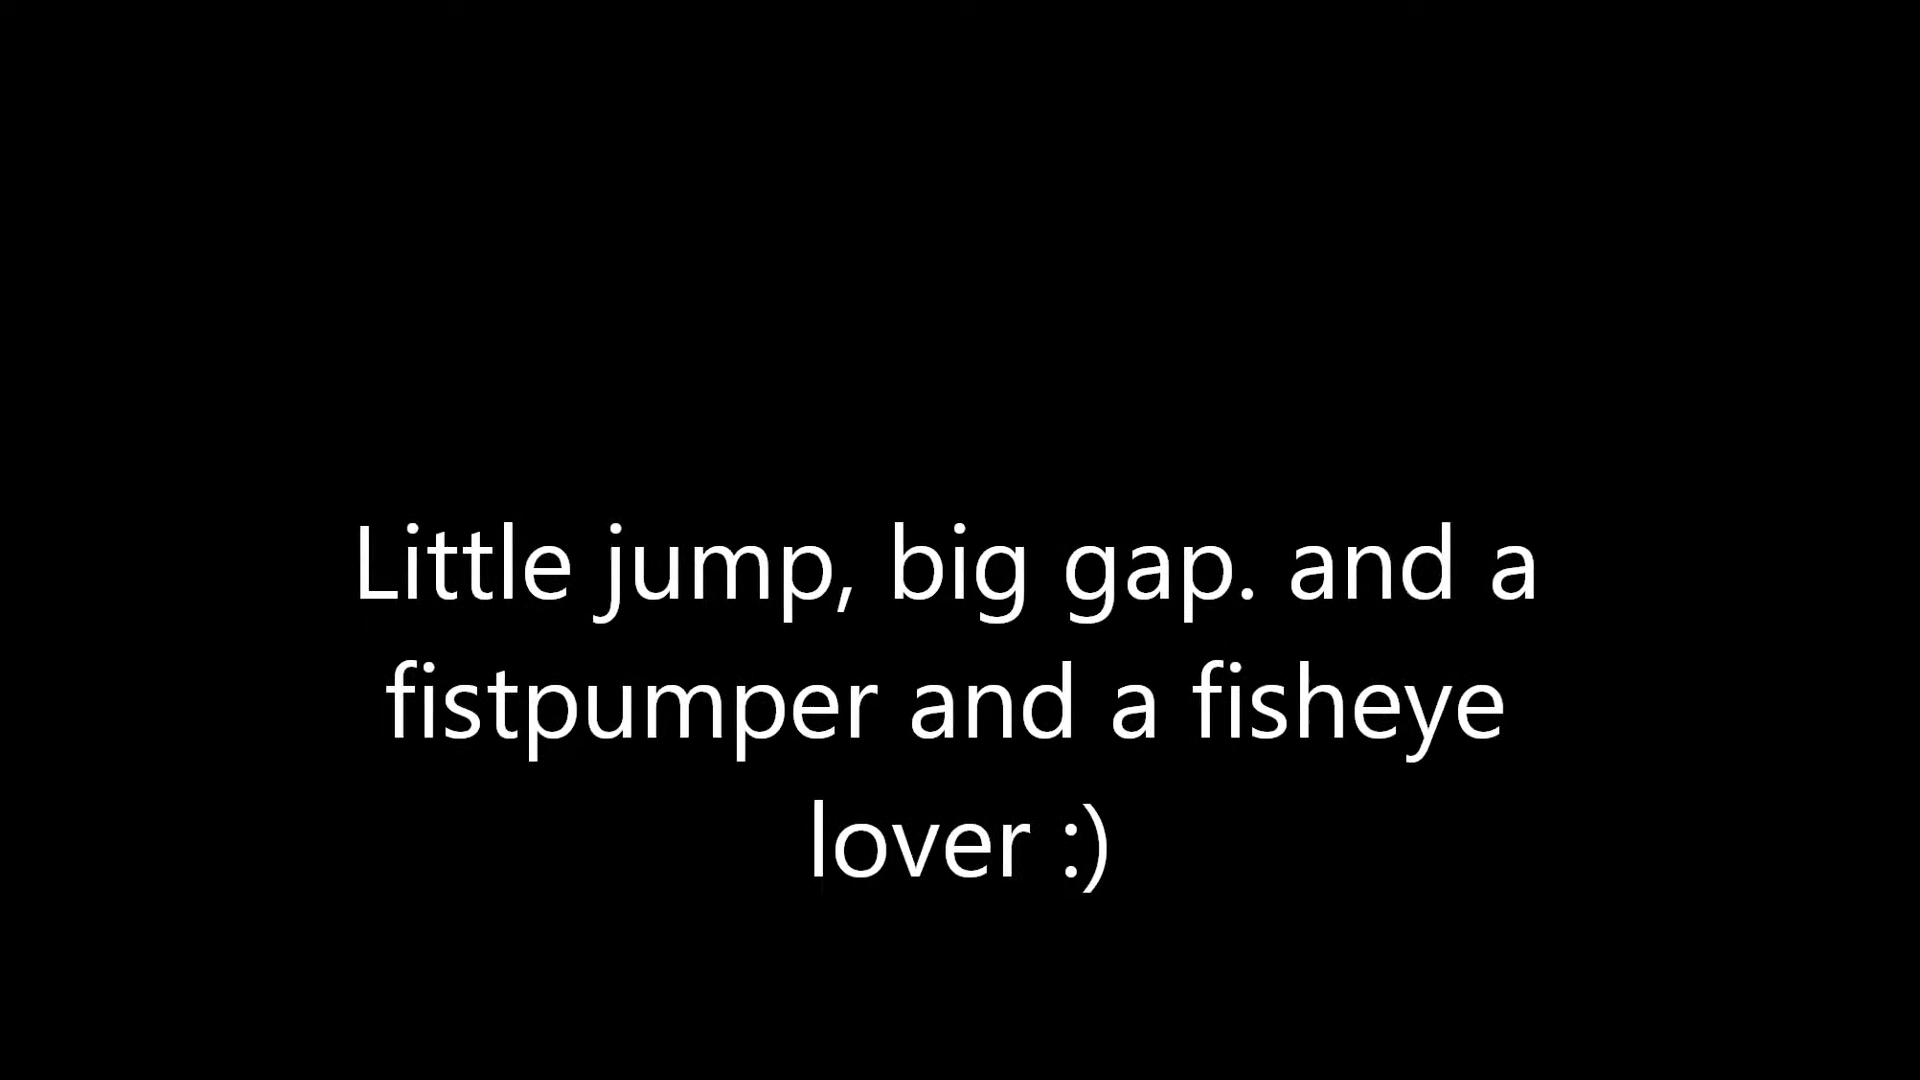 Little jump, big gap. and a
fistpumper and a fisheye
lover :)